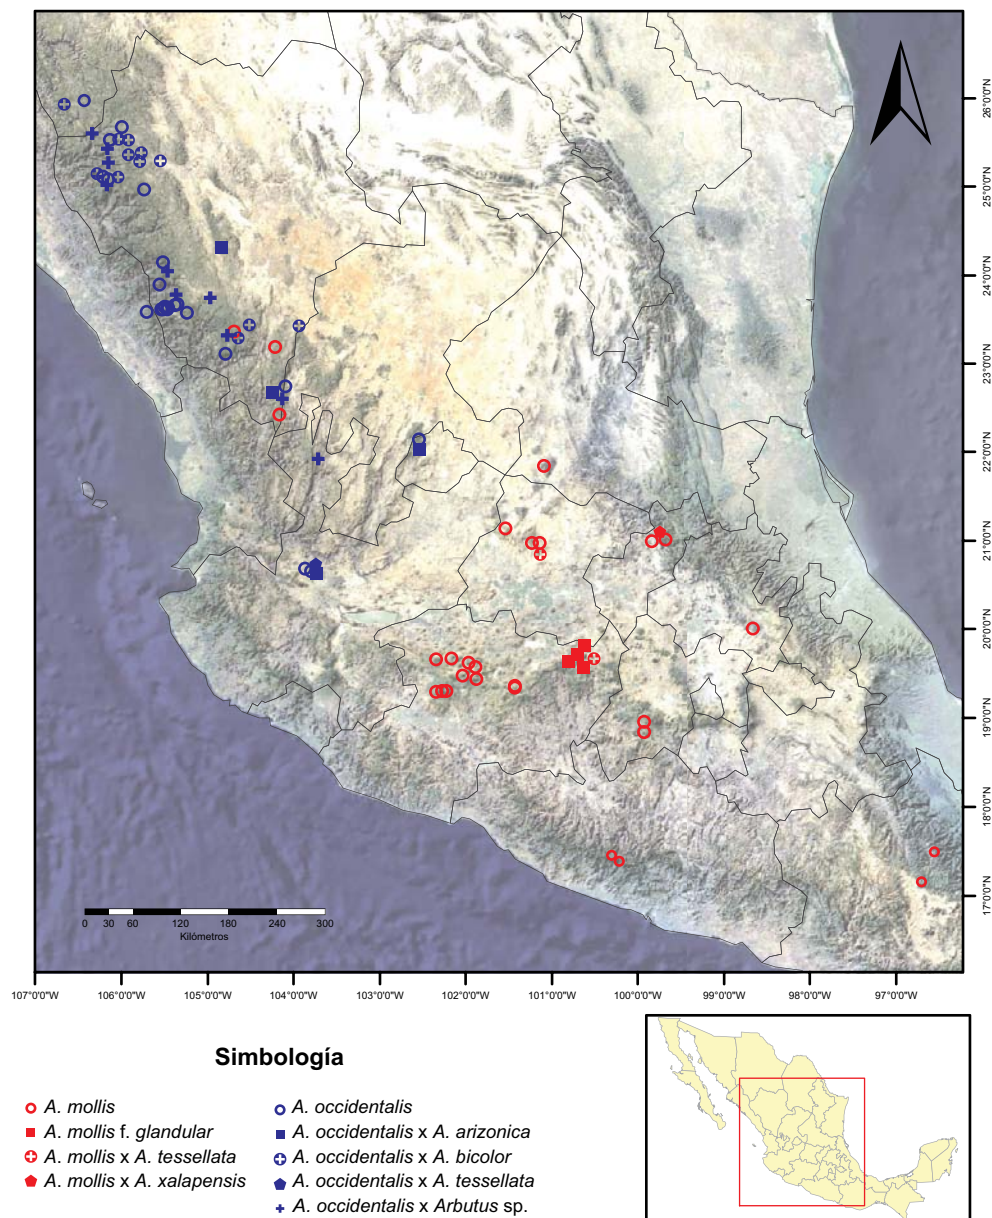 26°0'0"N
25°0'0"N
24°0'0"N
23°0'0"N
22°0'0"N
21°0'0"N
20°0'0"N
19°0'0"N
18°0'0"N
17°0'0"N
0 30 60 120 180 240 300
Kilómetros
107°0'0"W 106°0'0"W 105°0'0"W 104°0'0"W 103°0'0"W 102°0'0"W 101°0'0"W 100°0'0"W 99°0'0"W 98°0'0"W 97°0'0"W
Simbología
A. mollis
A. mollis f. glandular
A. mollis x A. tessellata
A. mollis x A. xalapensis
A. occidentalis
A. occidentalis x A. arizonica
A. occidentalis x A. bicolor
A. occidentalis x A. tessellata
A. occidentalis x Arbutus sp.